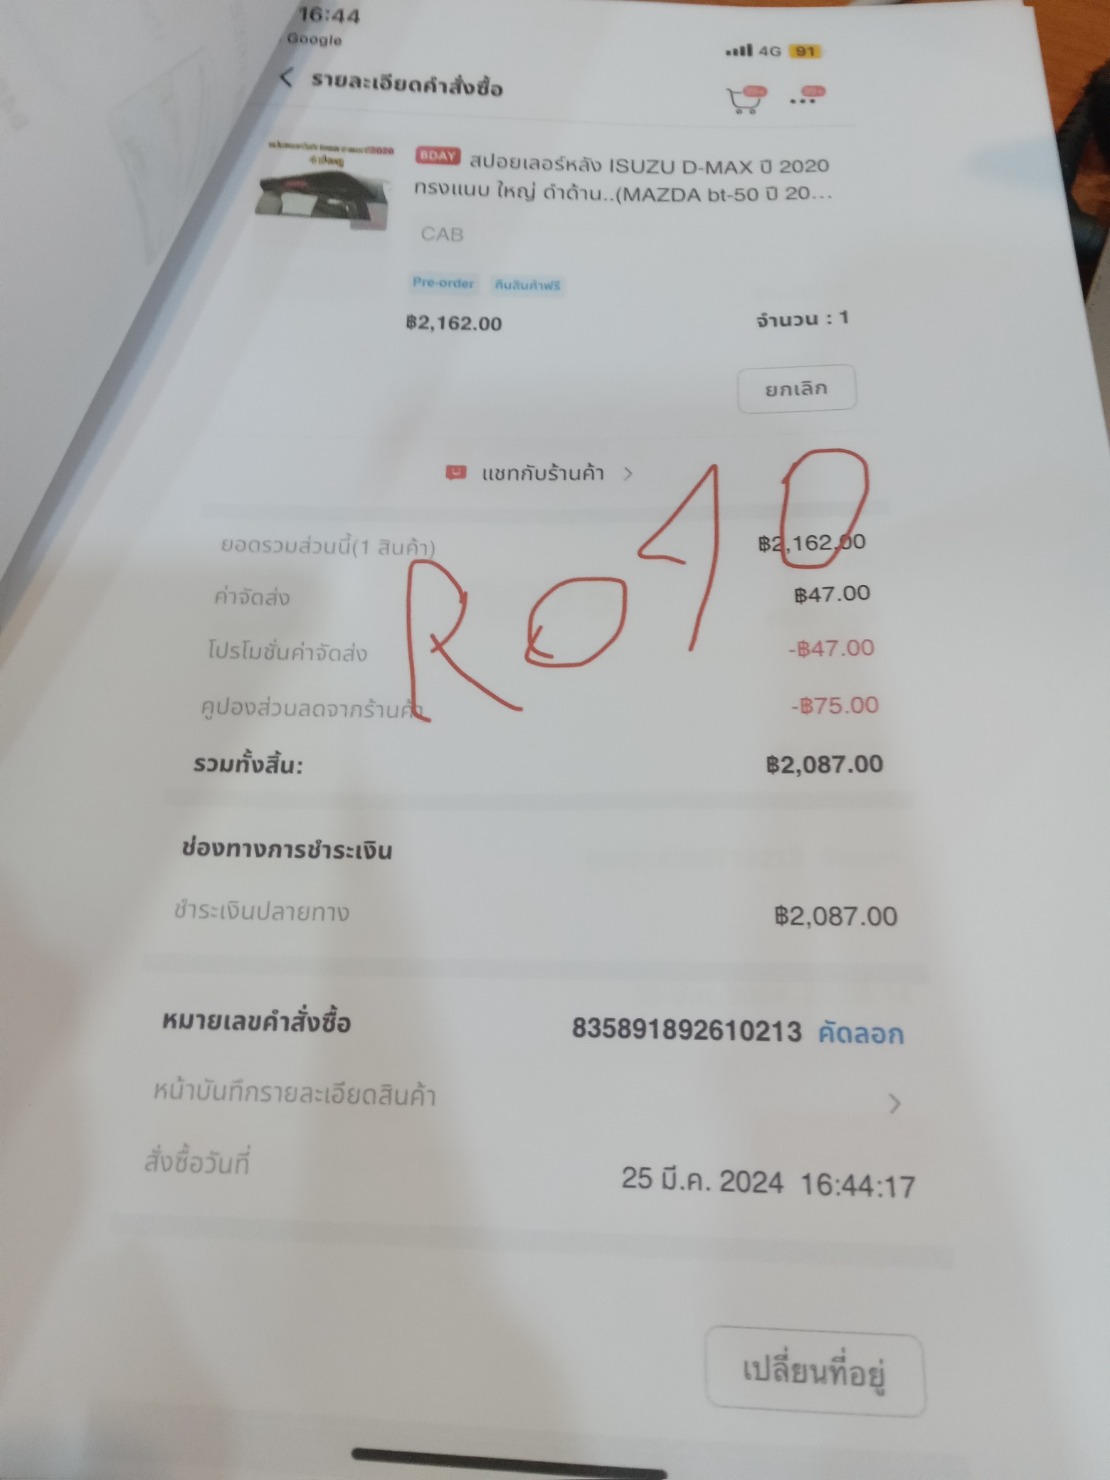 16:44
Google
4G 91
รายละเอียดคำสั่งซื้อ
BDAY สปอยเลอร์หลัง ISUZU D-MAX ปี 2020
ทรงแนบ ใหญ่ ดำด้าน..(MAZDA bt-50 ปี 20...
CAB
Pre-order คืนสินค้าฟรี
฿2,162.00 จำนวน : 1
ยกเลิก
แชทกับร้านค้า
ยอดรวมส่วนนี้(1 สินค้า) ฿2,162.00
ค่าจัดส่ง ฿47.00
R010
โปรโมชั่นค่าจัดส่ง -฿47.00
คูปองส่วนลดจากร้านค้า -฿75.00
รวมทั้งสิ้น: ฿2,087.00
ช่องทางการชำระเงิน
ชำระเงินปลายทาง ฿2,087.00
หมายเลขคำสั่งซื้อ 835891892610213 คัดลอก
หน้าบันทึกรายละเอียดสินค้า
สั่งซื้อวันที่ 25 มี.ค. 2024 16:44:17
เปลี่ยนที่อยู่